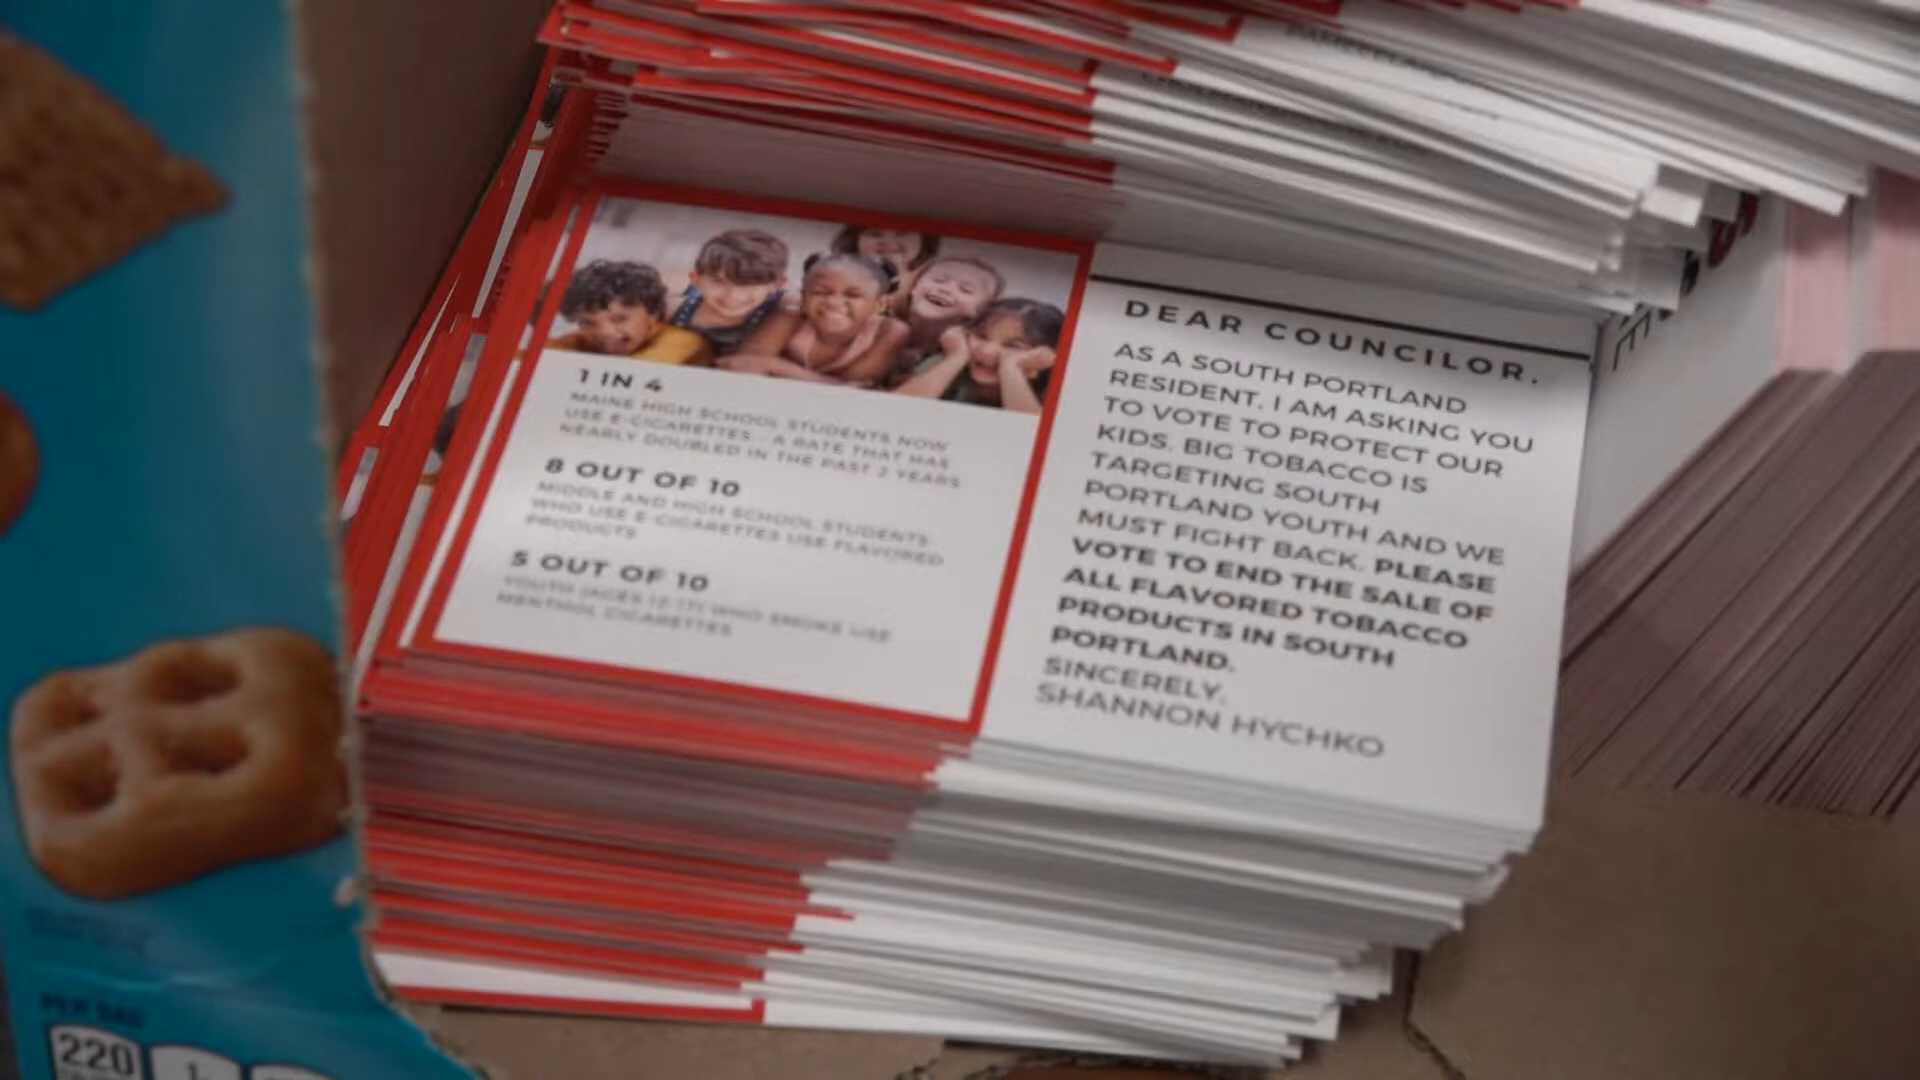 1 IN 4
MAINE HIGH SCHOOL STUDENTS NOW
USE E-CIGARETTES - A RATE THAT HAS
NEARLY DOUBLED IN THE PAST 2 YEARS
8 OUT OF 10
MIDDLE AND HIGH SCHOOL STUDENTS
WHO USE E-CIGARETTES USE FLAVORED
PRODUCTS
5 OUT OF 10
YOUTH (AGES 12-17) WHO SMOKE USE
MENTHOL CIGARETTES
DEAR COUNCILOR,
AS A SOUTH PORTLAND
RESIDENT, I AM ASKING YOU
TO VOTE TO PROTECT OUR
KIDS. BIG TOBACCO IS
TARGETING SOUTH
PORTLAND YOUTH AND WE
MUST FIGHT BACK. PLEASE
VOTE TO END THE SALE OF
ALL FLAVORED TOBACCO
PRODUCTS IN SOUTH
PORTLAND.
SINCERELY,
SHANNON HYCHKO
PER BAG
220